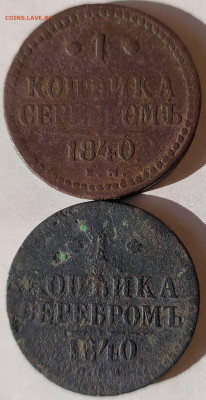 COINS.LAVE.RU
1
КОПѢЙКА
СЕРЕБРОМЪ
1840
Е.М.
1
КОПѢЙКА
СЕРЕБРОМЪ
1840